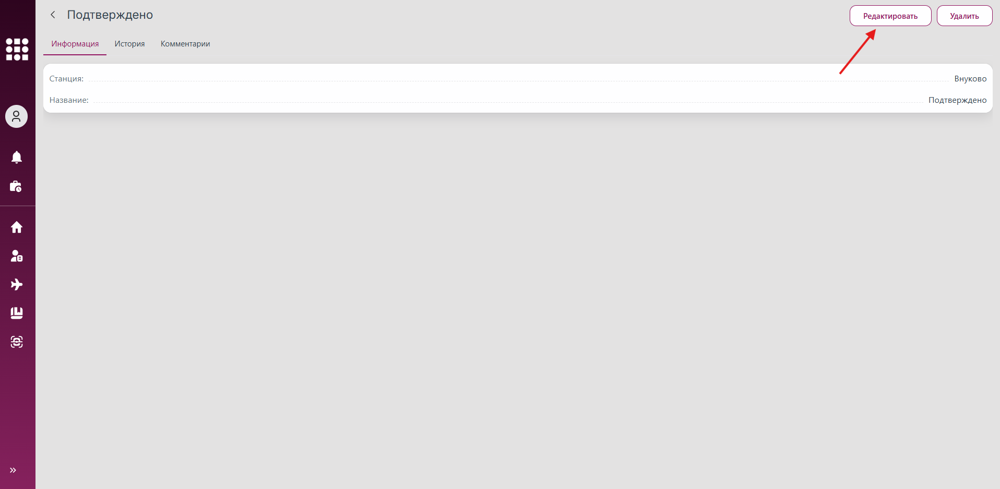 Подтверждено
Редактировать
Удалить
Информация
История
Комментарии
Станция:
Внуково
Название:
Подтверждено